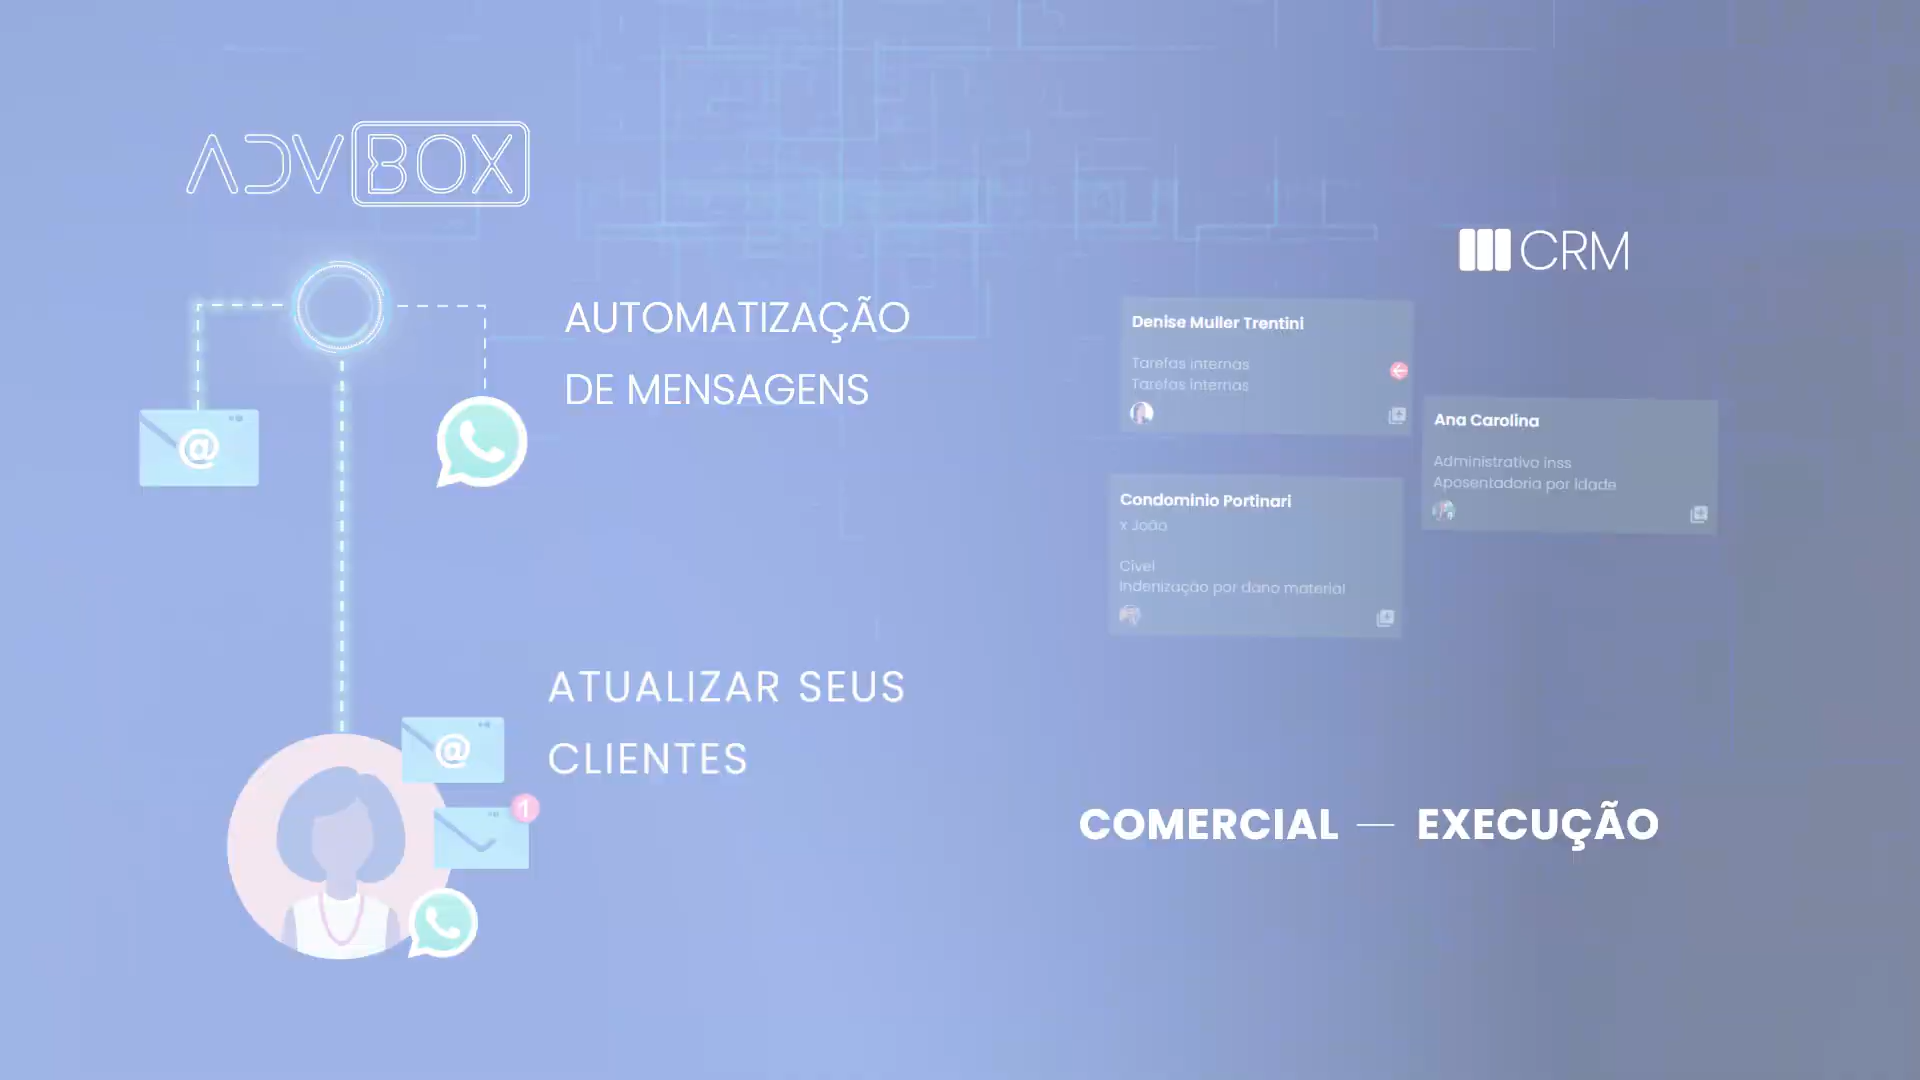 ADVBOX
AUTOMATIZAÇÃO
DE MENSAGENS
@
ATUALIZAR SEUS
CLIENTES
@
1
CRM
Denise Muller Trentini
Tarefas internas
Tarefas internas
Ana Carolina
Administrativo inss
Aposentadoria por Idade
Condominio Portinari
x João
Cível
Indenização por dano material
COMERCIAL — EXECUÇÃO